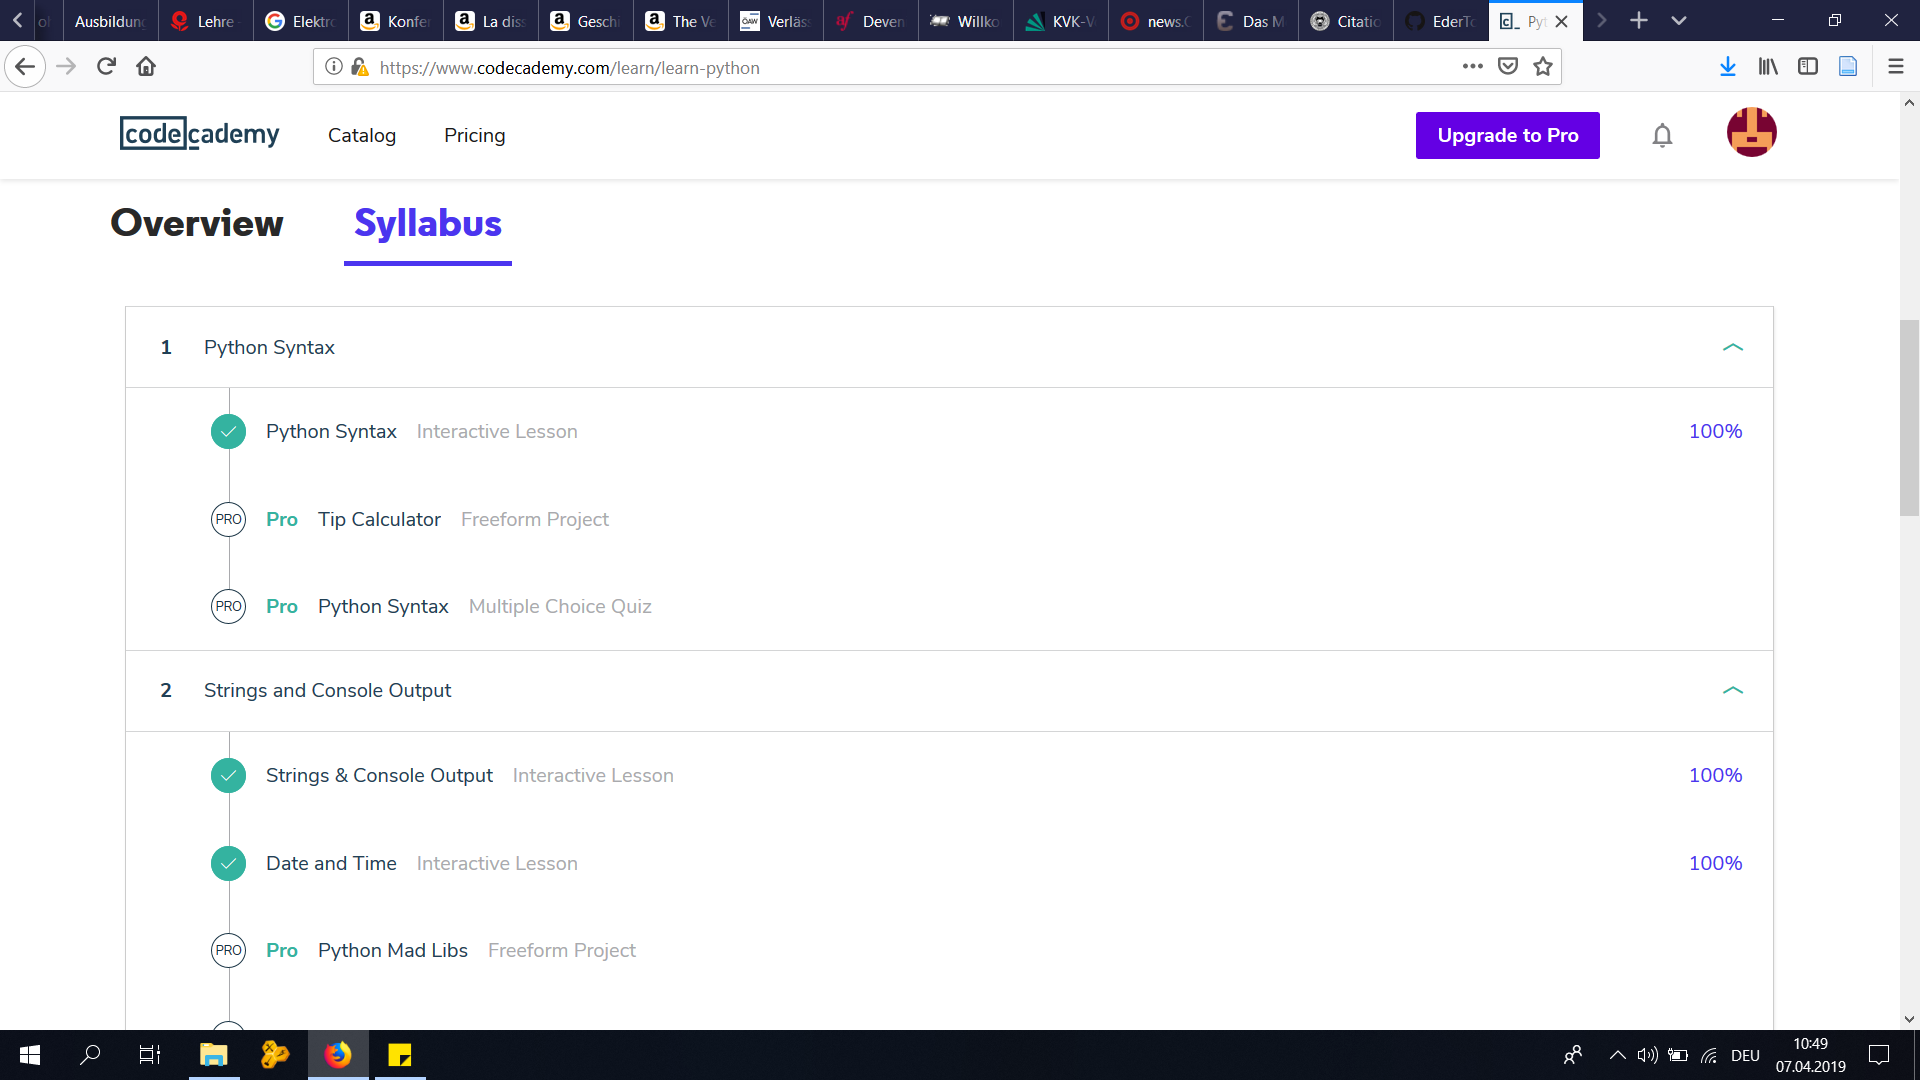 Ausbildung
Lehre
Elektro
Konfer
La diss
Geschi
The Ve
ÖAW Verläss
af Deven
Willko
KVK-V
news.
Das M
Citatio
EderTo
c_ Pyt
https://www.codecademy.com/learn/learn-python
codecademy Catalog Pricing Upgrade to Pro
Overview Syllabus
1 Python Syntax
Python Syntax Interactive Lesson 100%
PRO Pro Tip Calculator Freeform Project
PRO Pro Python Syntax Multiple Choice Quiz
2 Strings and Console Output
Strings & Console Output Interactive Lesson 100%
Date and Time Interactive Lesson 100%
PRO Pro Python Mad Libs Freeform Project
DEU
10:49
07.04.2019